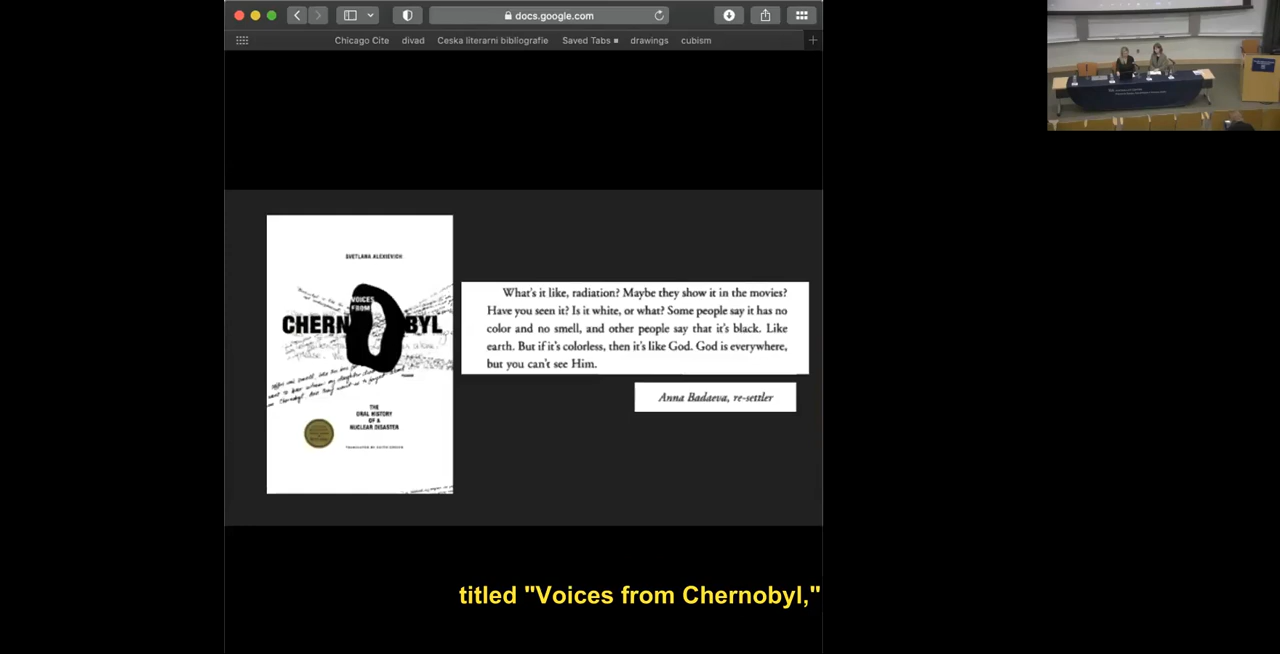 docs.google.com
Chicago Cite divad Ceska literarni bibliografie Saved Tabs drawings cubism
SVETLANA ALEXIEVICH
VOICES
FROM
CHERNOBYL
THE
ORAL HISTORY
OF A
NUCLEAR DISASTER
What's it like, radiation? Maybe they show it in the movies?
Have you seen it? Is it white, or what? Some people say it has no
color and no smell, and other people say that it's black. Like
earth. But if it's colorless, then it's like God. God is everywhere,
but you can't see Him.
Anna Badaeva, re-settler
titled "Voices from Chernobyl,"